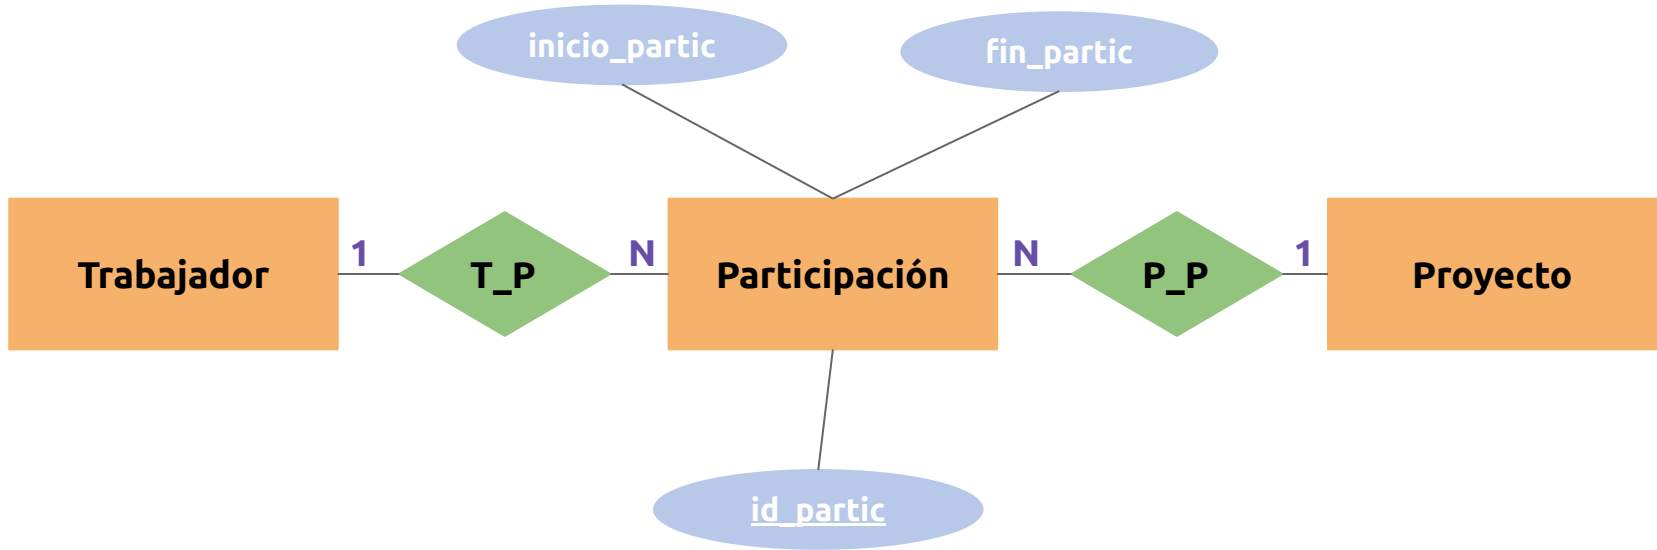 inicio_partic
fin_partic
Trabajador
1
T_P
N
Participación
N
P_P
1
Proyecto
id_partic